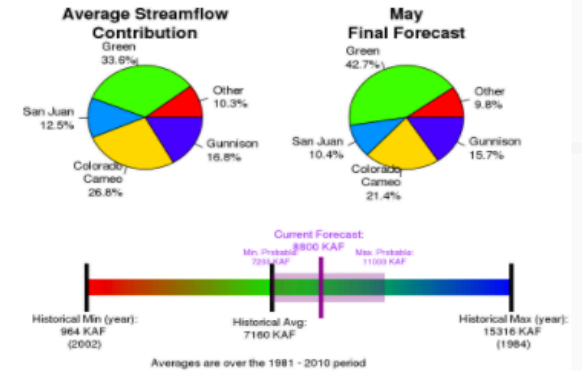 Average Streamflow
Contribution
Green
33.6%
Other
10.3%
San Juan
12.5%
Gunnison
16.8%
Colorado
Cameo
26.8%
May
Final Forecast
Green
42.7%
Other
9.8%
San Juan
10.4%
Gunnison
15.7%
Colorado
Cameo
21.4%
Current Forecast:
8800 KAF
Min. Probable:
KAF
Max. Probable:
11000 KAF
Historical Min (year):
964 KAF
(2002)
Historical Avg:
7160 KAF
Historical Max (year):
15316 KAF
(1984)
Averages are over the 1981 - 2010 period